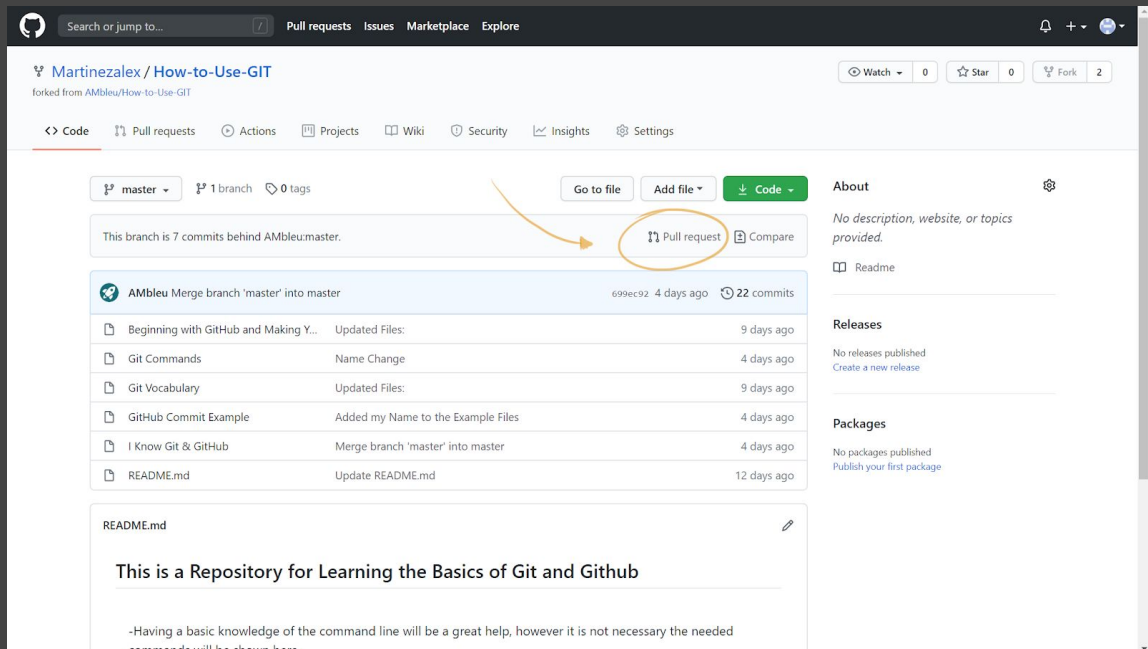 Search or jump to... /
Pull requests Issues Marketplace Explore
Martinezalex / How-to-Use-GIT
Watch 0 Star 0 Fork 2
forked from AMbleu/How-to-Use-GIT
Code Pull requests Actions Projects Wiki Security Insights Settings
master 1 branch 0 tags Go to file Add file Code
This branch is 7 commits behind AMbleu:master. Pull request Compare
AMbleu Merge branch 'master' into master 699ec92 4 days ago 22 commits
Beginning with GitHub and Making Y... Updated Files: 9 days ago
Git Commands Name Change 4 days ago
Git Vocabulary Updated Files: 9 days ago
GitHub Commit Example Added my Name to the Example Files 4 days ago
I Know Git & GitHub Merge branch 'master' into master 4 days ago
README.md Update README.md 12 days ago
README.md
This is a Repository for Learning the Basics of Git and Github
-Having a basic knowledge of the command line will be a great help, however it is not necessary the needed
commands will be shown here
About
No description, website, or topics
provided.
Readme
Releases
No releases published
Create a new release
Packages
No packages published
Publish your first package